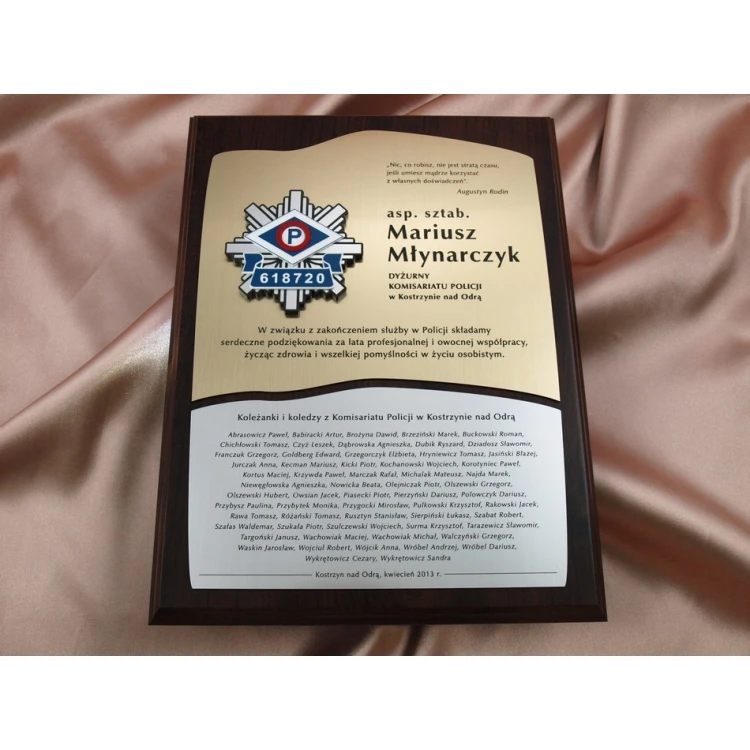 „Nic, co robisz, nie jest stratą czasu,
jeśli umiesz mądrze korzystać
z własnych doświadczeń".
Augustyn Rodin
asp. sztab.
Mariusz
Młynarczyk
DYŻURNY
KOMISARIATU POLICJI
w Kostrzynie nad Odrą
P
618720
W związku z zakończeniem służby w Policji składamy
serdeczne podziękowania za lata profesjonalnej i owocnej współpracy,
życząc zdrowia i wszelkiej pomyślności w życiu osobistym.
Koleżanki i koledzy z Komisariatu Policji w Kostrzynie nad Odrą
Abrasowicz Paweł, Babiracki Artur, Brożyna Dawid, Brzeziński Marek, Buckowski Roman,
Chichłowski Tomasz, Czyż Leszek, Dąbrowska Agnieszka, Dubik Ryszard, Dziadosz Sławomir,
Franczuk Grzegorz, Goldberg Edward, Grzegorczyk Elżbieta, Hryniewicz Tomasz, Jasiński Błażej,
Jurczak Anna, Kecman Mariusz, Kicki Piotr, Kochanowski Wojciech, Korotyniec Paweł,
Kortus Maciej, Krzywda Paweł, Marczak Rafał, Michalak Mateusz, Najda Marek,
Niewęgłowska Agnieszka, Nowicka Beata, Olejniczak Piotr, Olszewski Grzegorz,
Olszewski Hubert, Owsian Jacek, Piasecki Piotr, Pierzyński Dariusz, Połowczyk Dariusz,
Przybysz Paulina, Przybytek Monika, Przygocki Mirosław, Pułkowski Krzysztof, Rakowski Jacek,
Rawa Tomasz, Różański Tomasz, Rusztyn Stanisław, Sierpiński Łukasz, Szabat Robert,
Szałas Waldemar, Szukała Piotr, Szulczewski Wojciech, Surma Krzysztof, Tarazewicz Sławomir,
Targoński Janusz, Wachowiak Maciej, Wachowiak Michał, Walczyński Grzegorz,
Waskin Jarosław, Wojciul Robert, Wójcik Anna, Wróbel Andrzej, Wróbel Dariusz,
Wykrętowicz Cezary, Wykrętowicz Sandra
Kostrzyn nad Odrą, kwiecień 2013 r.